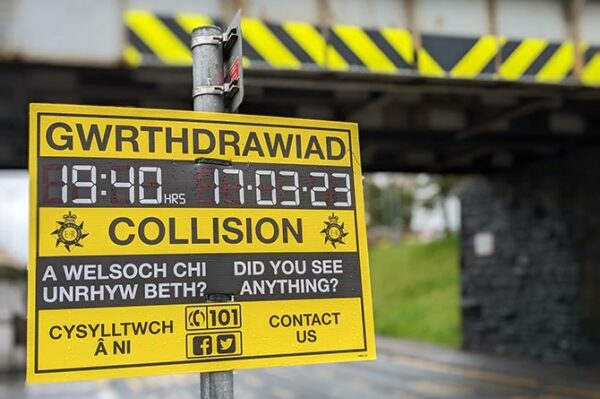 GWRTHDRAWIAD
19:40 HRS 17:03:23
COLLISION
A WELSOCH CHI
UNRHYW BETH?
DID YOU SEE
ANYTHING?
CYSYLLTWCH
Â NI
101
CONTACT
US